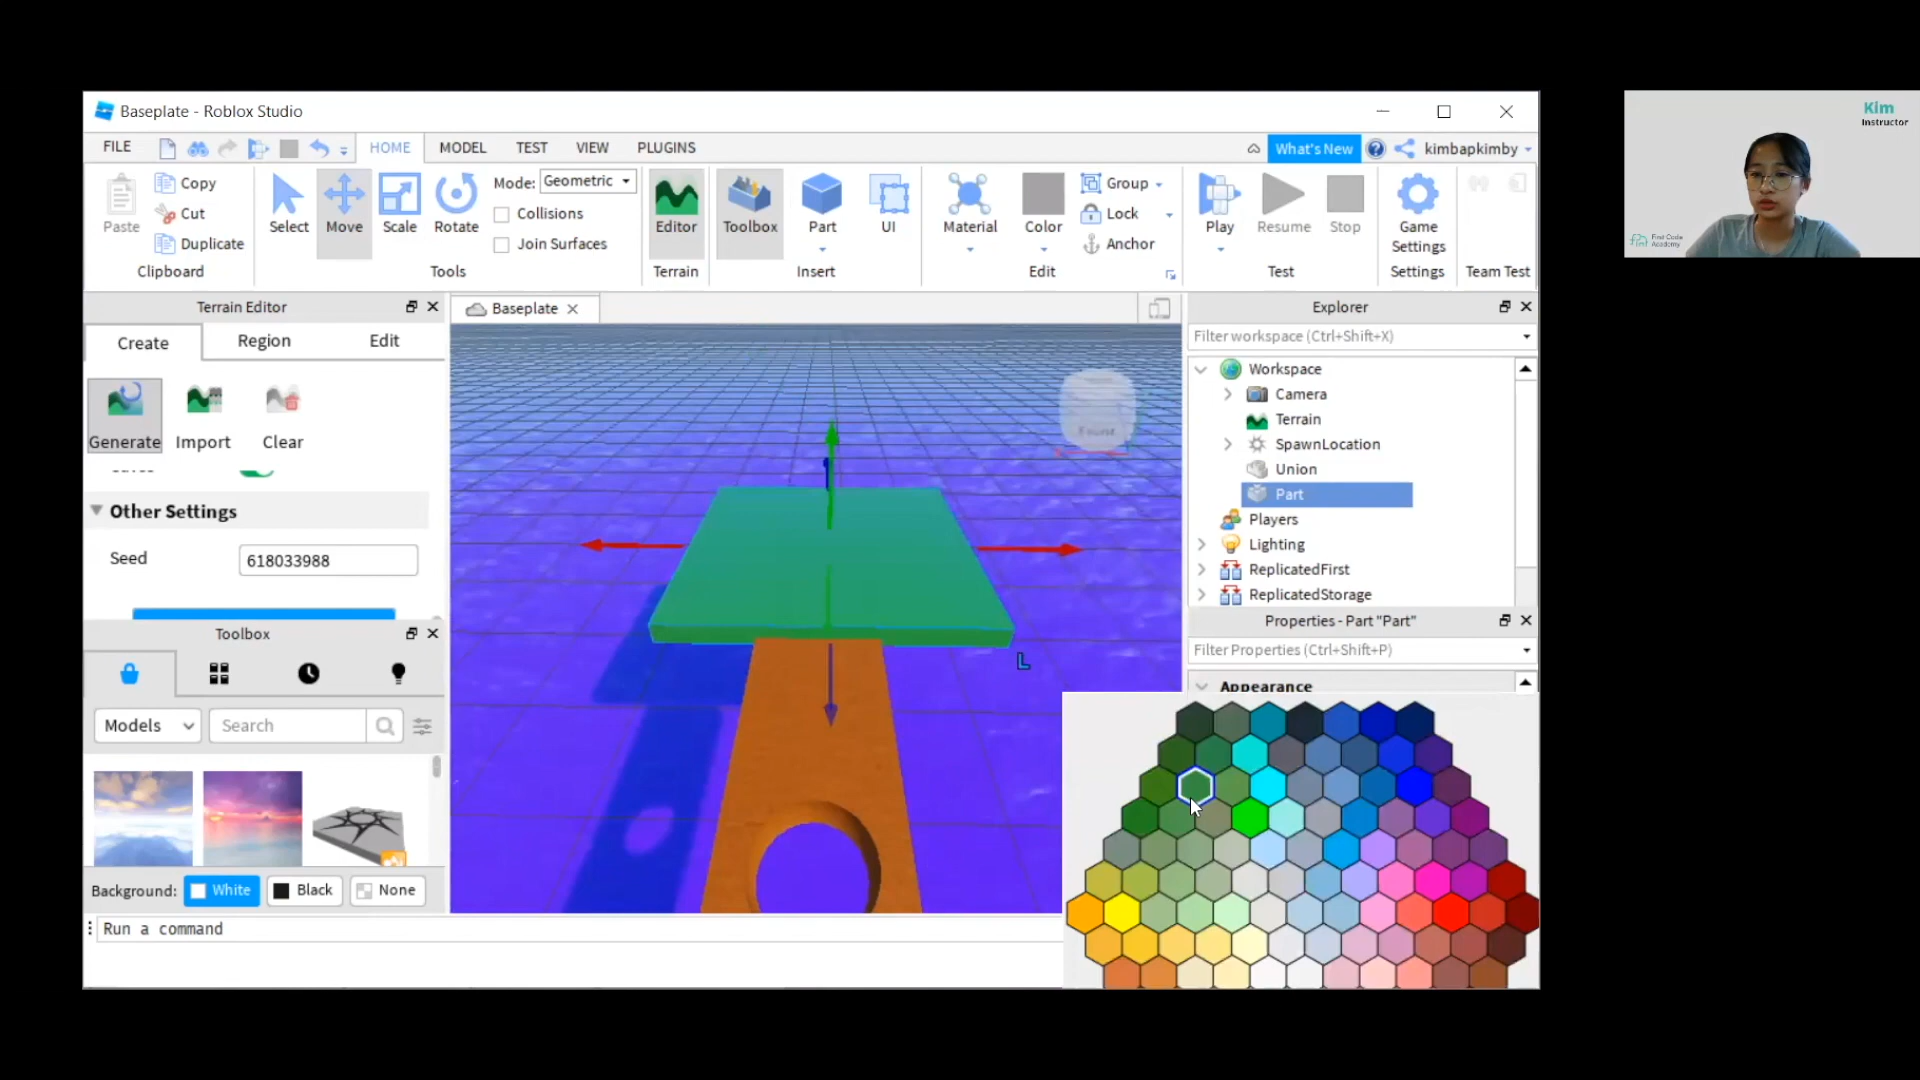 Baseplate - Roblox Studio
Kim
Instructor
First Code
Academy
FILE HOME MODEL TEST VIEW PLUGINS What's New kimbapkimby
Paste Copy Cut Duplicate
Clipboard
Select Move Scale Rotate
Mode: Geometric
Collisions
Join Surfaces
Tools
Editor
Terrain
Toolbox Part UI
Insert
Material Color
Group
Lock
Anchor
Edit
Play Resume Stop
Test
Game
Settings
Settings
Team Test
Terrain Editor
Create Region Edit
Generate Import Clear
Other Settings
Seed 618033988
Toolbox
Models Search
Background: White Black None
Run a command
Baseplate
Explorer
Filter workspace (Ctrl+Shift+X)
Workspace
Camera
Terrain
SpawnLocation
Union
Part
Players
Lighting
ReplicatedFirst
ReplicatedStorage
Properties - Part "Part"
Filter Properties (Ctrl+Shift+P)
Appearance
L